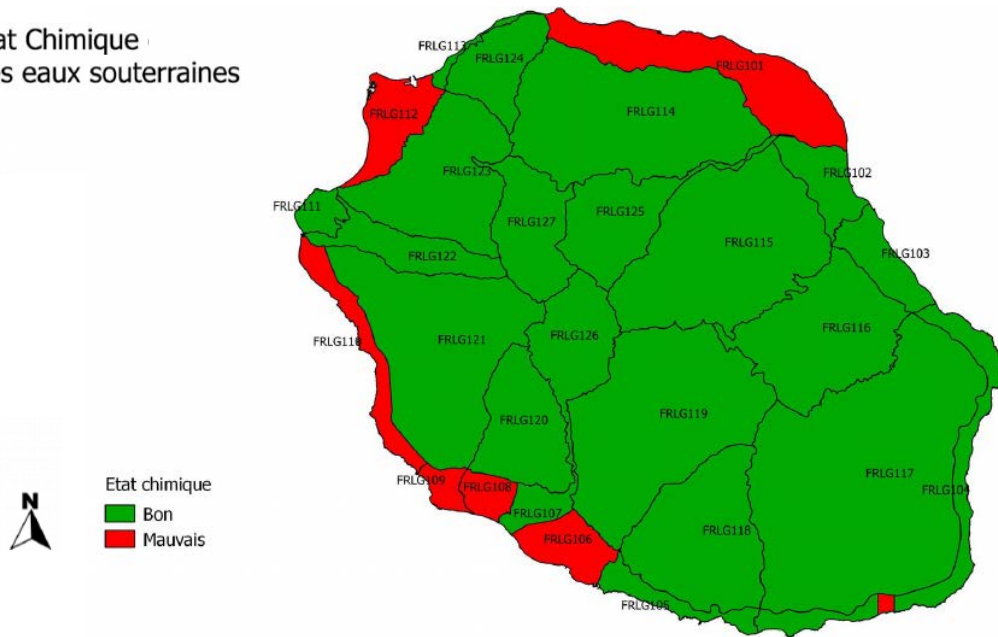 at Chimique
s eaux souterraines
FRLG113
FRLG124
FRLG101
FRLG112
FRLG114
FRLG123
FRLG102
FRLG111
FRLG127
FRLG125
FRLG115
FRLG103
FRLG122
FRLG110
FRLG121
FRLG126
FRLG116
FRLG120
FRLG119
FRLG109
FRLG108
FRLG117
FRLG104
FRLG107
FRLG106
FRLG118
FRLG105
N
Etat chimique
Bon
Mauvais